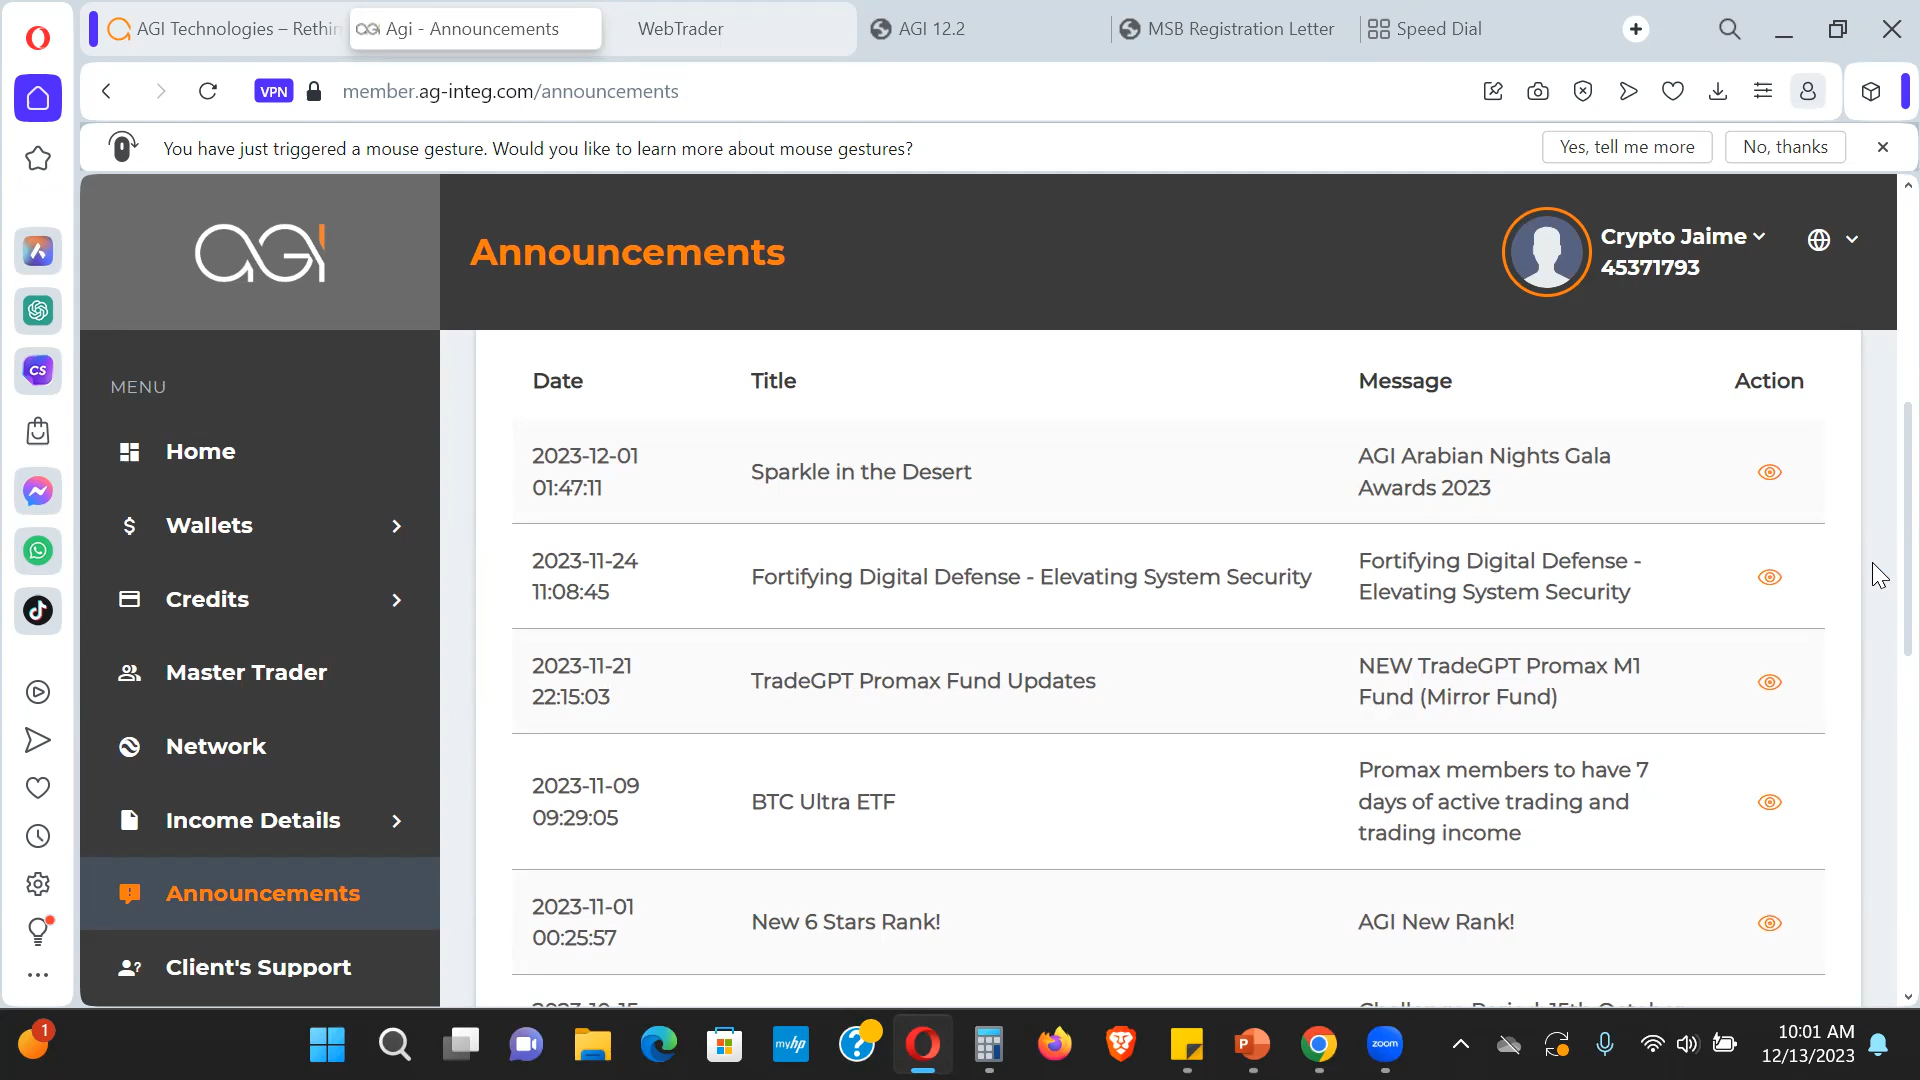 AGI Technologies – Rethin
Agi - Announcements
WebTrader
AGI 12.2
MSB Registration Letter
Speed Dial
VPN
member.ag-integ.com/announcements
You have just triggered a mouse gesture. Would you like to learn more about mouse gestures?
Yes, tell me more
No, thanks
AGI
Announcements
Crypto Jaime
45371793
CS
MENU
Home
Wallets
Credits
Master Trader
Network
Income Details
Announcements
Client's Support
Date Title Message Action
2023-12-01
01:47:11
Sparkle in the Desert
AGI Arabian Nights Gala
Awards 2023
2023-11-24
11:08:45
Fortifying Digital Defense - Elevating System Security
Fortifying Digital Defense -
Elevating System Security
2023-11-21
22:15:03
TradeGPT Promax Fund Updates
NEW TradeGPT Promax M1
Fund (Mirror Fund)
2023-11-09
09:29:05
BTC Ultra ETF
Promax members to have 7
days of active trading and
trading income
2023-11-01
00:25:57
New 6 Stars Rank!
AGI New Rank!
1
myhp
zoom
10:01 AM
12/13/2023